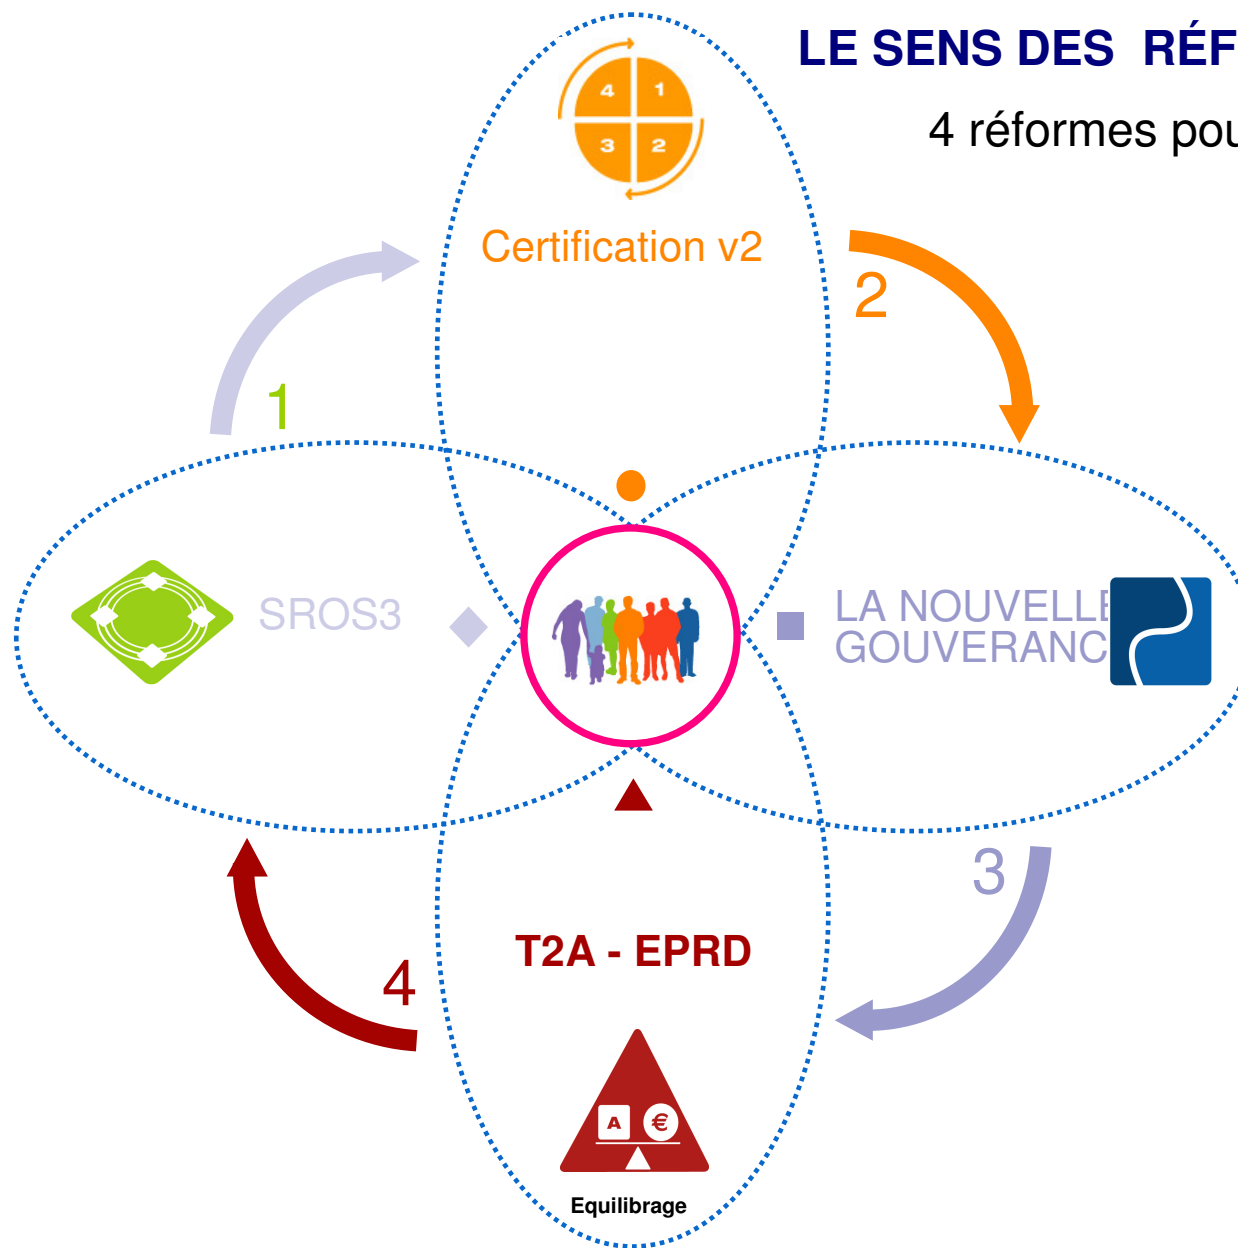 LE SENS DES RÉF
4 réformes pou
4 1
3 2
Certification v2
2
1
SROS3
LA NOUVELLE
GOUVERANC
3
T2A - EPRD
4
A €
Equilibrage